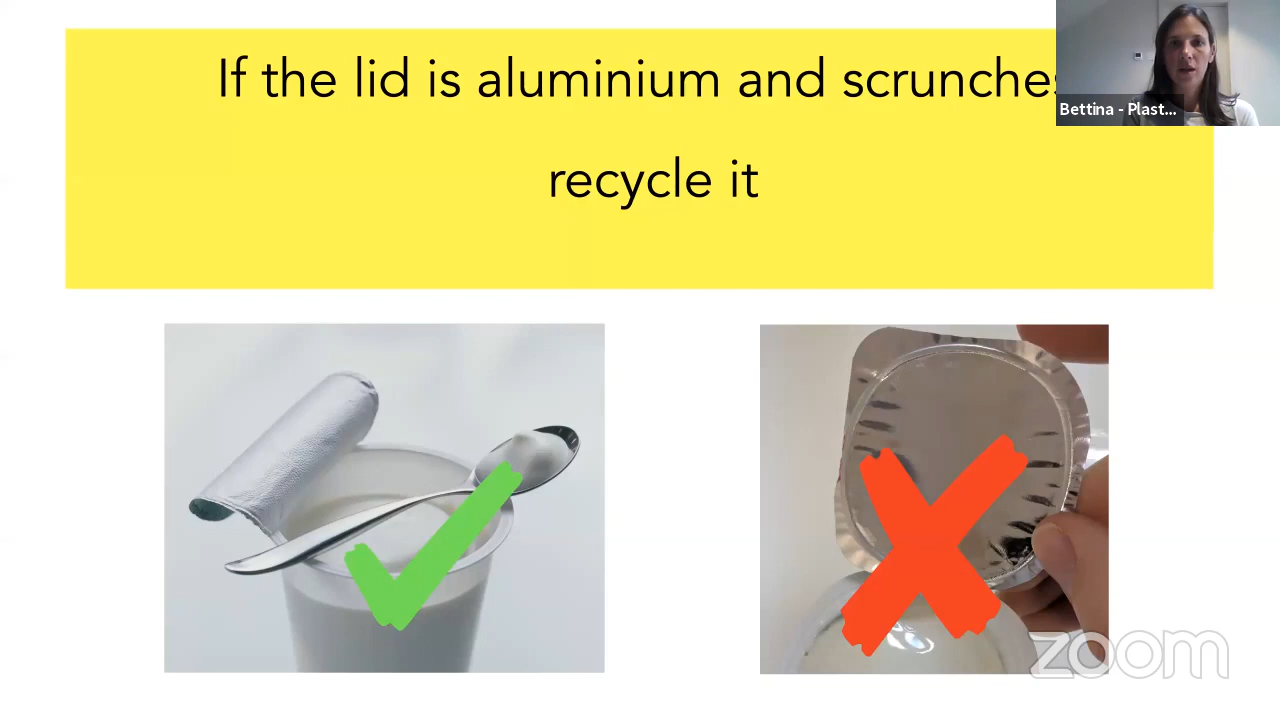 If the lid is aluminium and scrunches
recycle it
Bettina - Plast...
zoom